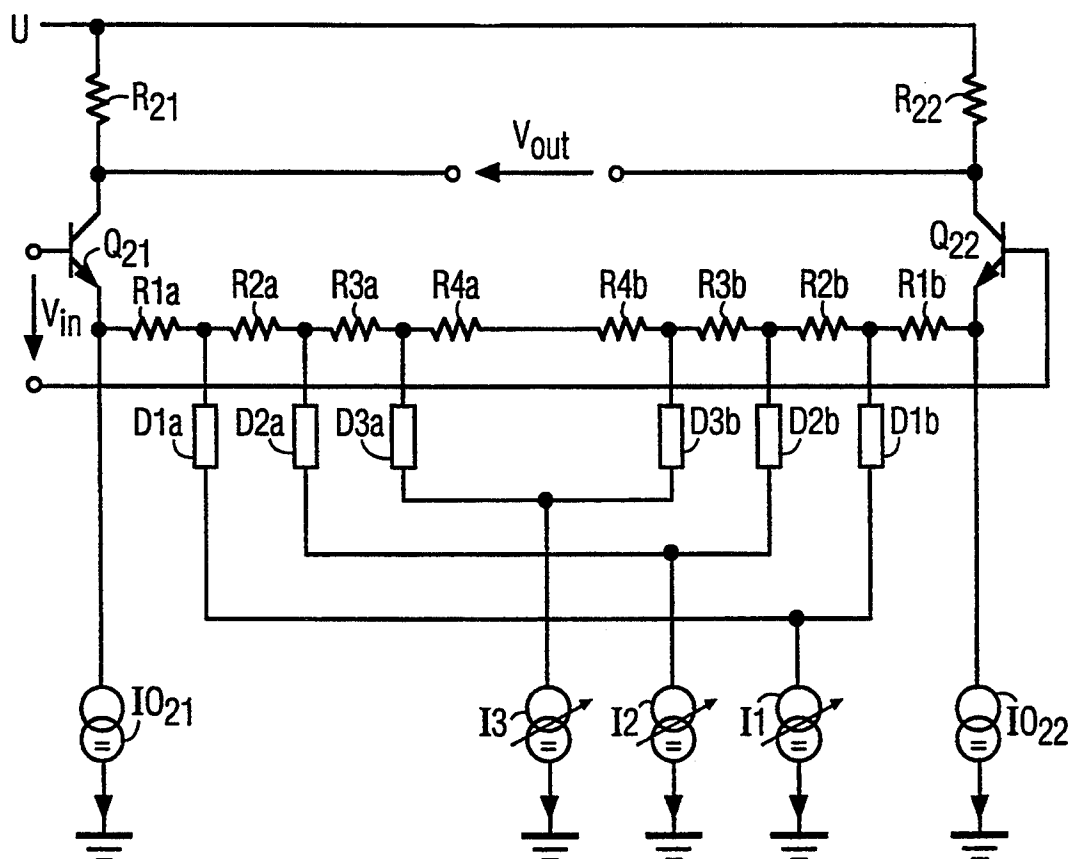 U
R21
R22
Vout
Q21
Q22
Vin
R1a R2a R3a R4a R4b R3b R2b R1b
D1a D2a D3a D3b D2b D1b
IO21 I3 I2 I1 IO22
= = = = =